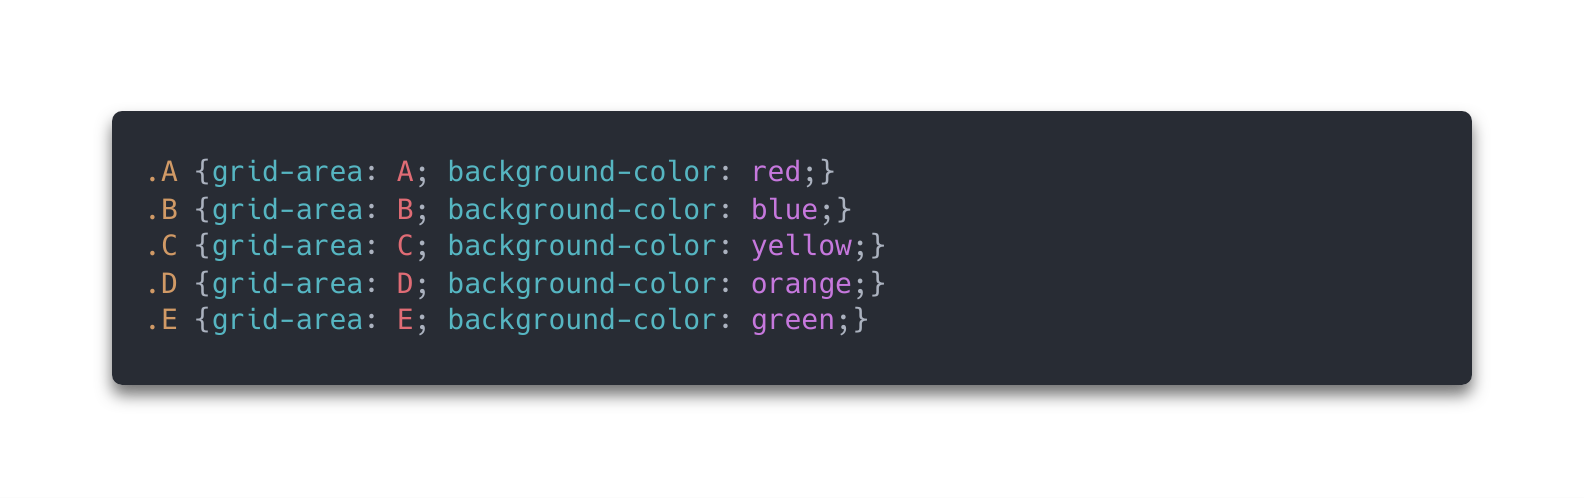 .A {grid-area: A; background-color: red;}
.B {grid-area: B; background-color: blue;}
.C {grid-area: C; background-color: yellow;}
.D {grid-area: D; background-color: orange;}
.E {grid-area: E; background-color: green;}